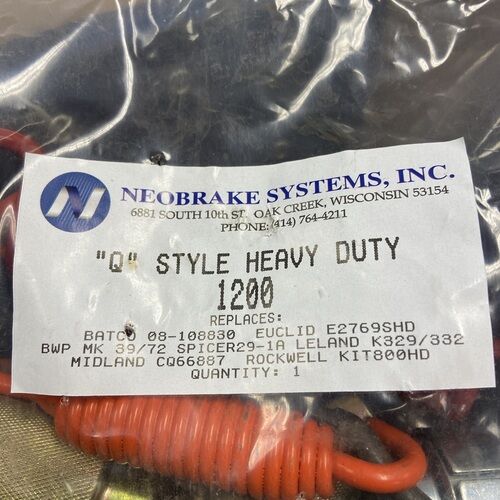 N
NEOBRAKE SYSTEMS, INC.
6881 SOUTH 10th ST. OAK CREEK, WISCONSIN 53154
PHONE: (414) 764-4211
"Q" STYLE HEAVY DUTY
1200
REPLACES:
BATCO 08-108830 EUCLID E2769SHD
BWP MK 39/72 SPICER29-1A LELAND K329/332
MIDLAND CQ66887 ROCKWELL KIT800HD
QUANTITY: 1